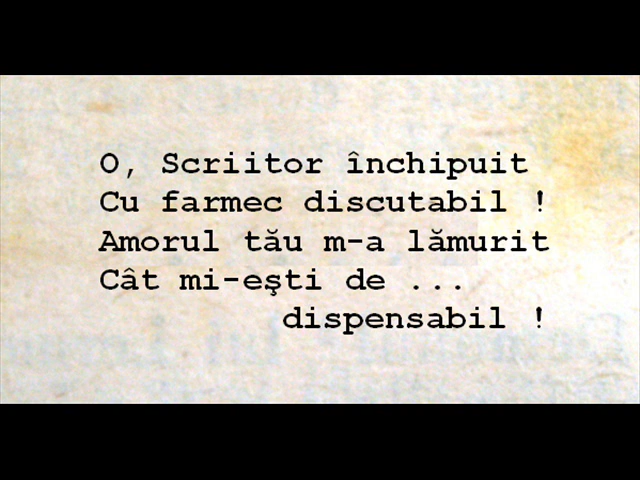 O, Scriitor închipuit
Cu farmec discutabil !
Amorul tău m-a lămurit
Cât mi-eşti de ...
dispensabil !